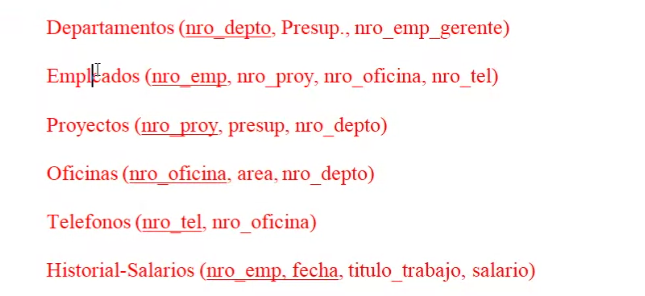 Departamentos (nro_depto, Presup., nro_emp_gerente)
Empleados (nro_emp, nro_proy, nro_oficina, nro_tel)
Proyectos (nro_proy, presup, nro_depto)
Oficinas (nro_oficina, area, nro_depto)
Telefonos (nro_tel, nro_oficina)
Historial-Salarios (nro_emp, fecha, titulo_trabajo, salario)